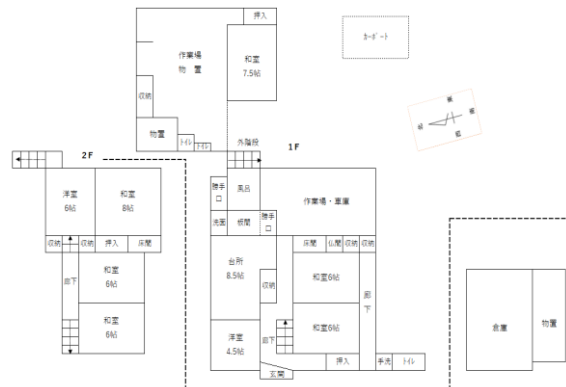 押入
カーポート
作業場
物 置
和室
7.5帖
収納
物置
トイレ
トイレ
外階段
1F
2F
洋室
6帖
和室
8帖
収納
収納
押入
床間
廊下
和室
6帖
和室
6帖
勝手
口
風呂
作業場・車庫
洗面
板間
勝手
口
台所
8.5帖
収納
床間
仏間
収納
収納
和室6帖
廊
下
洋室
4.5帖
廊下
和室6帖
押入
手洗
トイレ
玄関
倉庫
物置